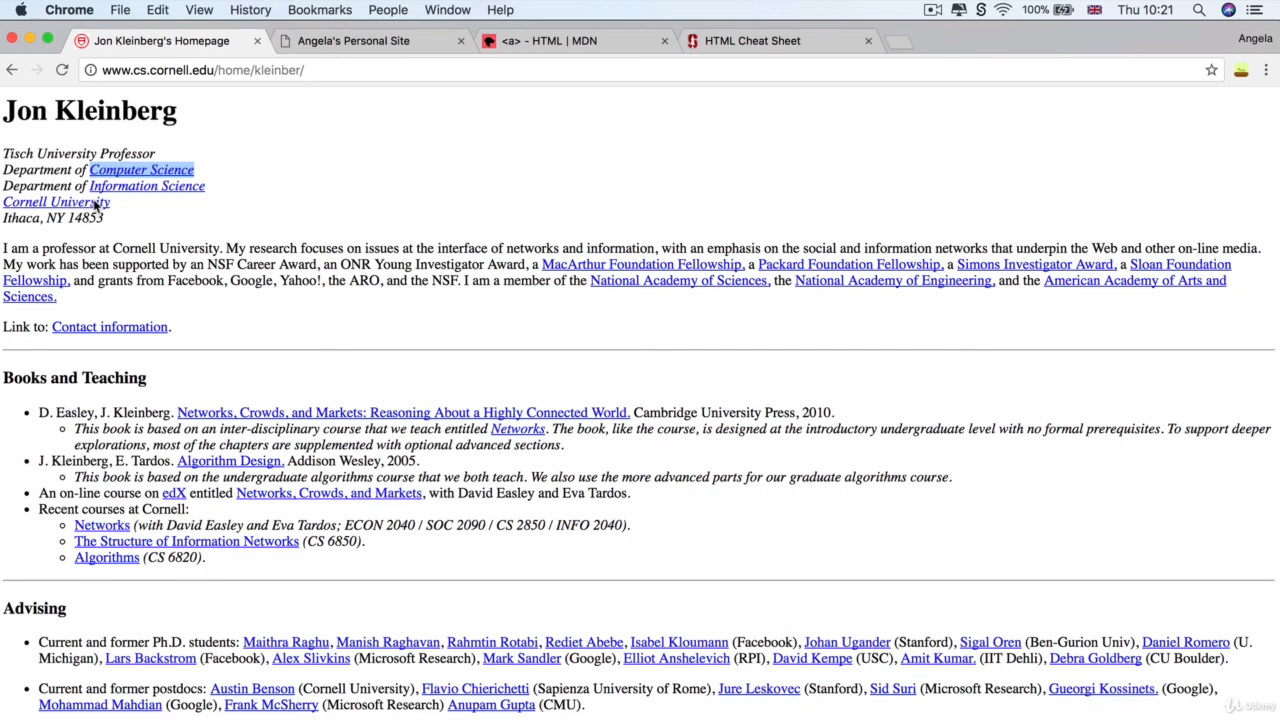 Chrome File Edit View History Bookmarks People Window Help 100% Thu 10:21
Jon Kleinberg's Homepage Angela's Personal Site <a> - HTML | MDN HTML Cheat Sheet Angela
www.cs.cornell.edu/home/kleinber/
Jon Kleinberg
Tisch University Professor
Department of Computer Science
Department of Information Science
Cornell University
Ithaca, NY 14853
I am a professor at Cornell University. My research focuses on issues at the interface of networks and information, with an emphasis on the social and information networks that underpin the Web and other on-line media.
My work has been supported by an NSF Career Award, an ONR Young Investigator Award, a MacArthur Foundation Fellowship, a Packard Foundation Fellowship, a Simons Investigator Award, a Sloan Foundation
Fellowship, and grants from Facebook, Google, Yahoo!, the ARO, and the NSF. I am a member of the National Academy of Sciences, the National Academy of Engineering, and the American Academy of Arts and
Sciences.
Link to: Contact information.
Books and Teaching
• D. Easley, J. Kleinberg. Networks, Crowds, and Markets: Reasoning About a Highly Connected World. Cambridge University Press, 2010.
◦ This book is based on an inter-disciplinary course that we teach entitled Networks. The book, like the course, is designed at the introductory undergraduate level with no formal prerequisites. To support deeper
explorations, most of the chapters are supplemented with optional advanced sections.
• J. Kleinberg, E. Tardos. Algorithm Design. Addison Wesley, 2005.
◦ This book is based on the undergraduate algorithms course that we both teach. We also use the more advanced parts for our graduate algorithms course.
• An on-line course on edX entitled Networks, Crowds, and Markets, with David Easley and Eva Tardos.
• Recent courses at Cornell:
◦ Networks (with David Easley and Eva Tardos; ECON 2040 / SOC 2090 / CS 2850 / INFO 2040).
◦ The Structure of Information Networks (CS 6850).
◦ Algorithms (CS 6820).
Advising
• Current and former Ph.D. students: Maithra Raghu, Manish Raghavan, Rahmtin Rotabi, Rediet Abebe, Isabel Kloumann (Facebook), Johan Ugander (Stanford), Sigal Oren (Ben-Gurion Univ), Daniel Romero (U.
Michigan), Lars Backstrom (Facebook), Alex Slivkins (Microsoft Research), Mark Sandler (Google), Elliot Anshelevich (RPI), David Kempe (USC), Amit Kumar. (IIT Dehli), Debra Goldberg (CU Boulder).
• Current and former postdocs: Austin Benson (Cornell University), Flavio Chierichetti (Sapienza University of Rome), Jure Leskovec (Stanford), Sid Suri (Microsoft Research), Gueorgi Kossinets. (Google),
Mohammad Mahdian (Google), Frank McSherry (Microsoft Research) Anupam Gupta (CMU).
Udemy